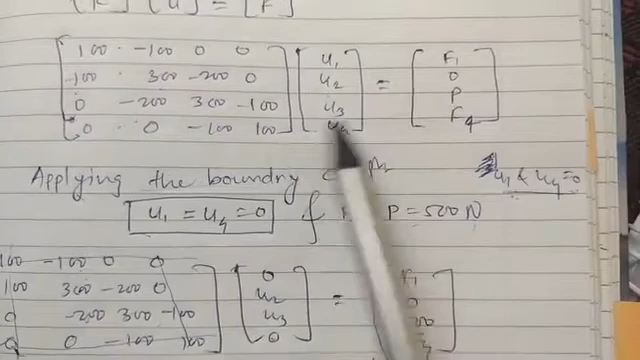 [K] {U} = [F]
[100 -100 0 0] [u₁] = [F₁]
[-100 300 -200 0] [u₂] [0]
[0 -200 300 -100] [u₃] [P]
[0 0 -100 100] [u₄] [F₄]
Applying the boundry
u₁ & u₄=0
u₁ = u₄ = 0 P = 500 N
100 -100 0 0 [0] = [F₁]
100 300 -200 0 [u₂] [0]
0 -200 300 -100 [u₃]
0 0 -100 100 [0]